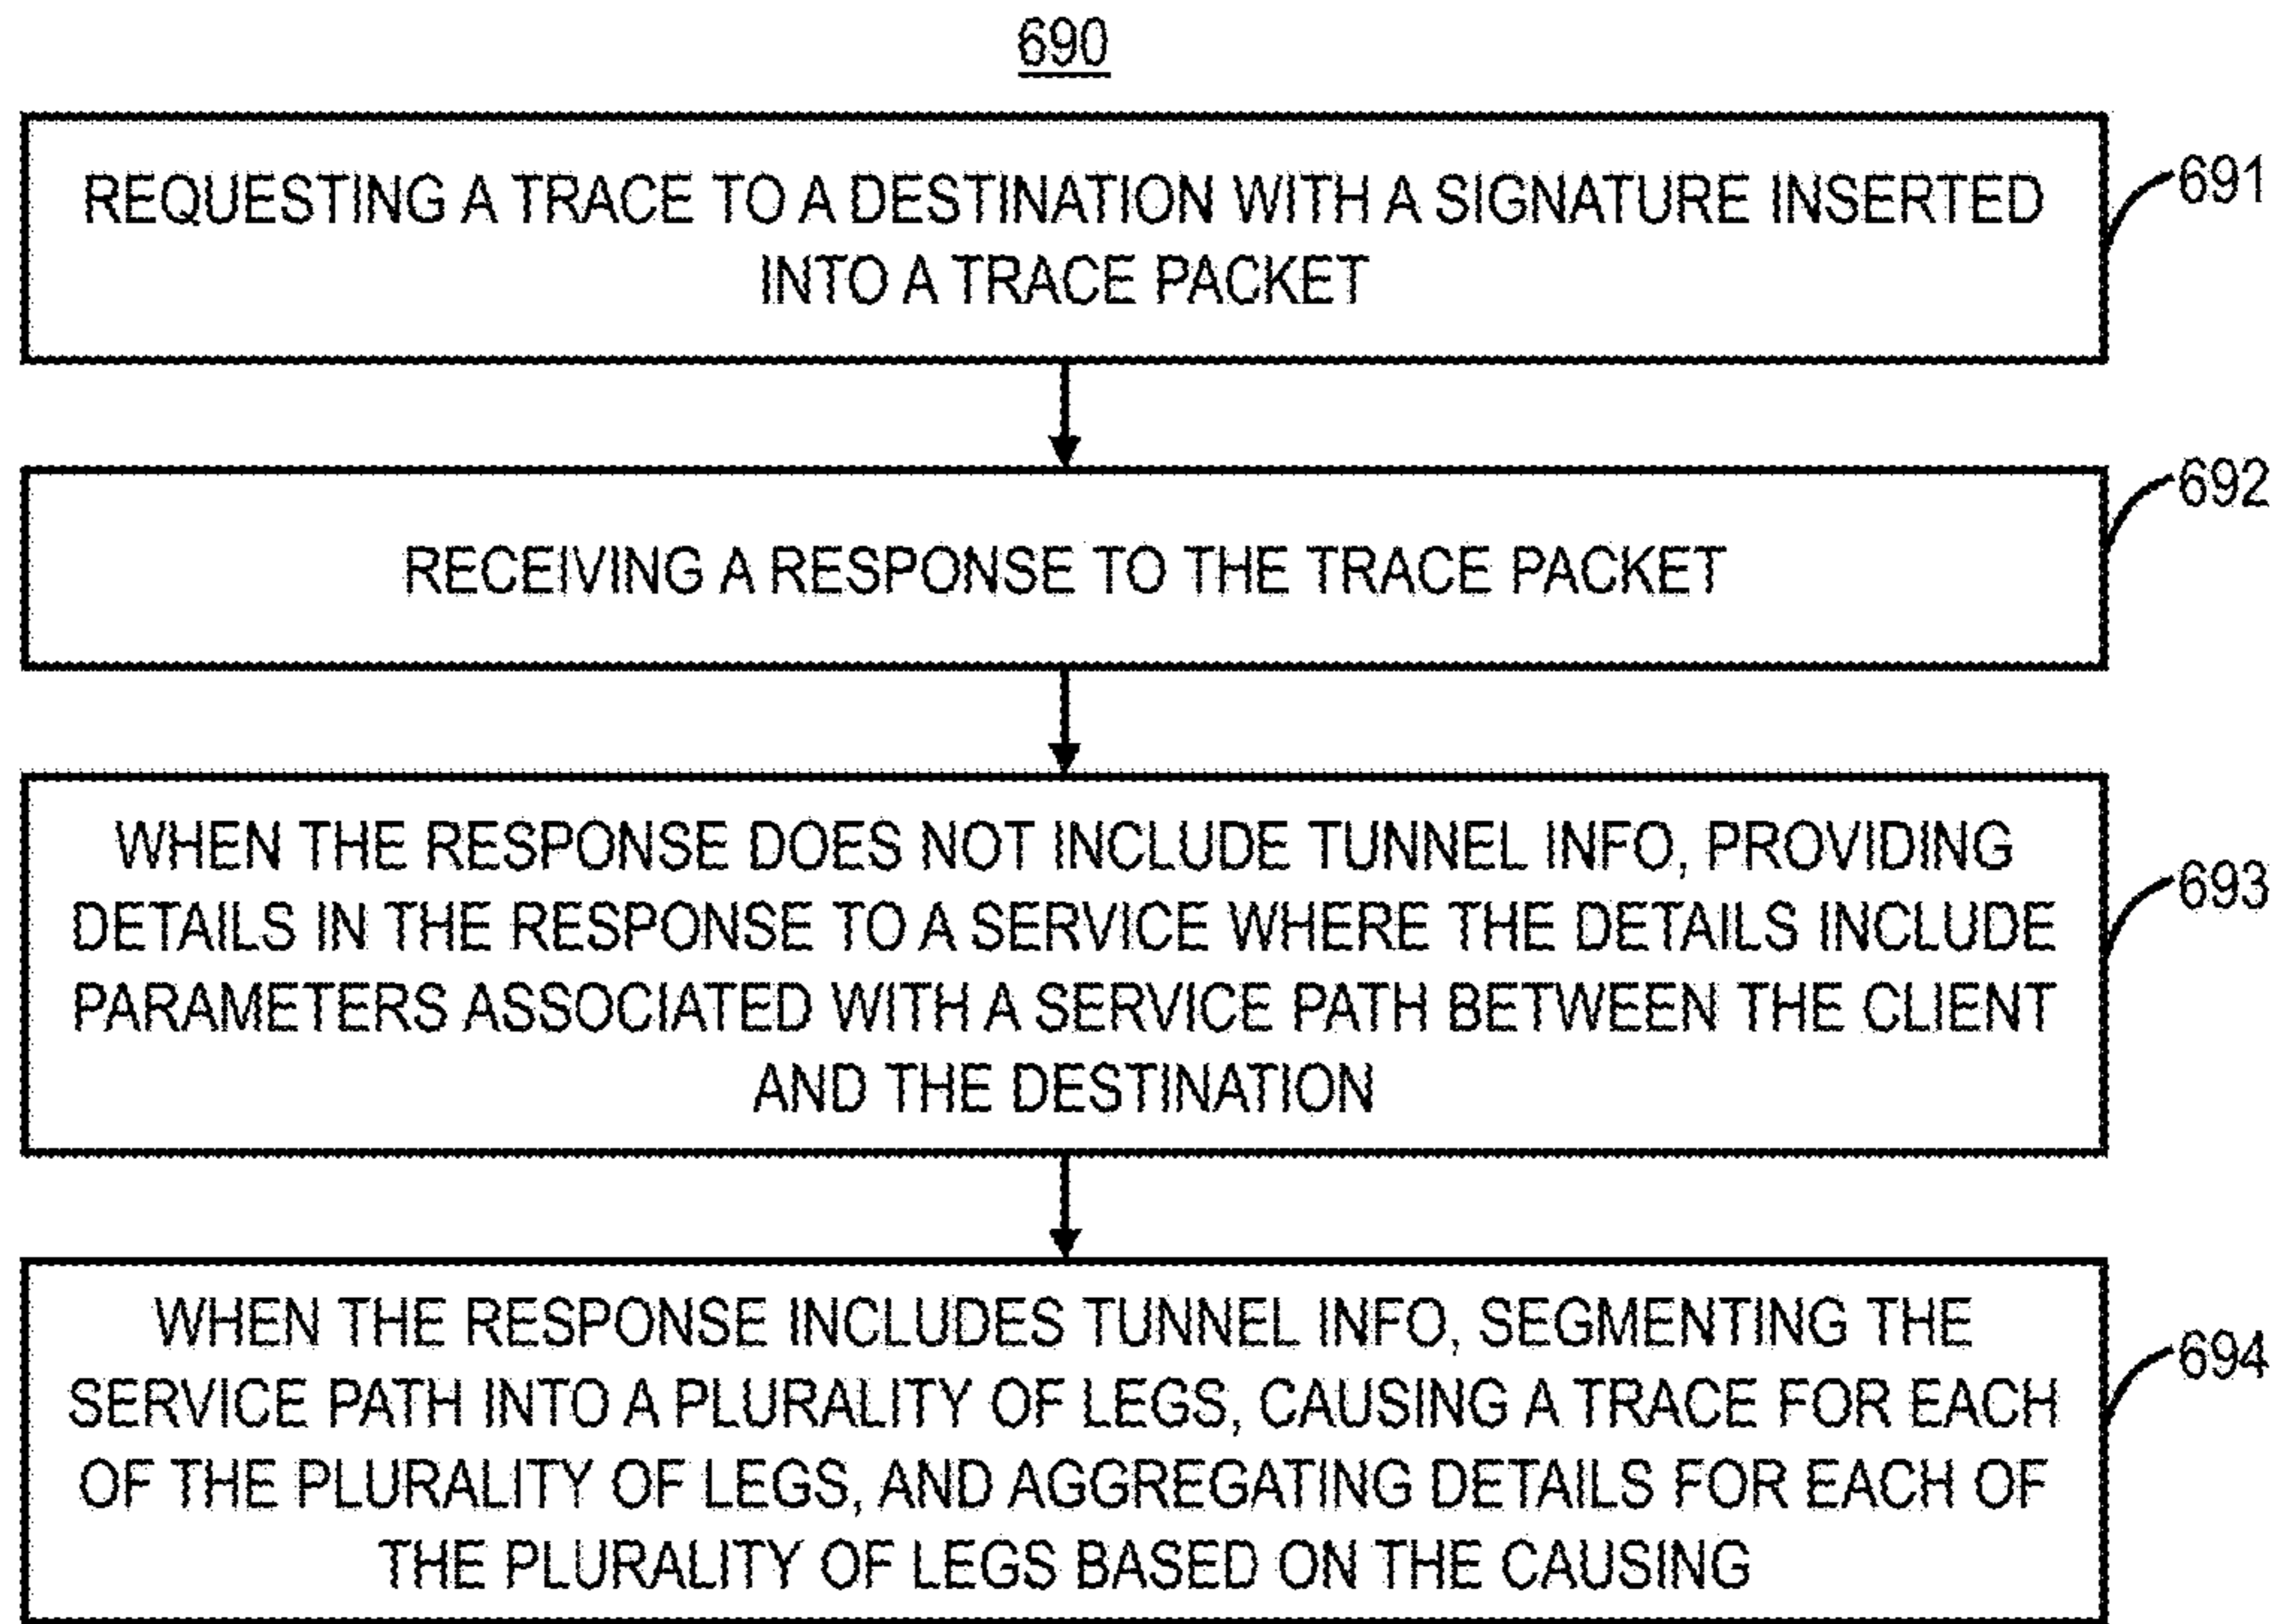 690
REQUESTING A TRACE TO A DESTINATION WITH A SIGNATURE INSERTED
INTO A TRACE PACKET
691
RECEIVING A RESPONSE TO THE TRACE PACKET
692
WHEN THE RESPONSE DOES NOT INCLUDE TUNNEL INFO, PROVIDING
DETAILS IN THE RESPONSE TO A SERVICE WHERE THE DETAILS INCLUDE
PARAMETERS ASSOCIATED WITH A SERVICE PATH BETWEEN THE CLIENT
AND THE DESTINATION
693
WHEN THE RESPONSE INCLUDES TUNNEL INFO, SEGMENTING THE
SERVICE PATH INTO A PLURALITY OF LEGS, CAUSING A TRACE FOR EACH
OF THE PLURALITY OF LEGS, AND AGGREGATING DETAILS FOR EACH OF
THE PLURALITY OF LEGS BASED ON THE CAUSING
694